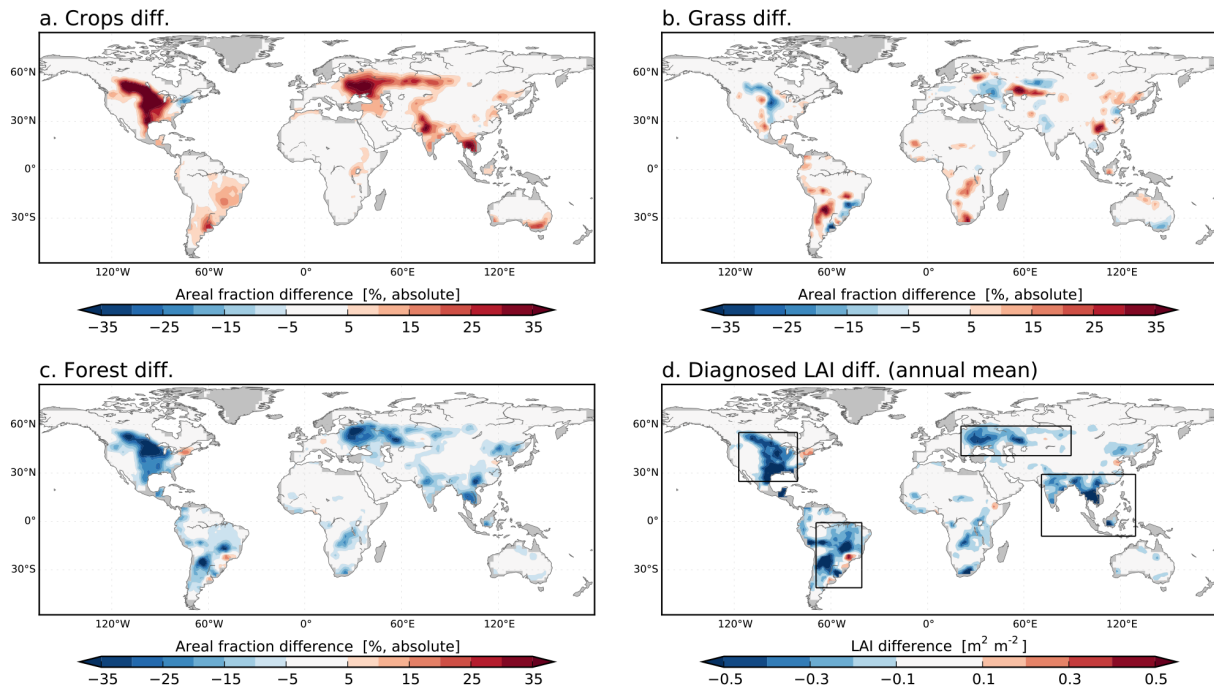 a. Crops diff.
60°N
30°N
0°
30°S
120°W 60°W 0° 60°E 120°E
Areal fraction difference [%, absolute]
−35 −25 −15 −5 5 15 25 35
b. Grass diff.
60°N
30°N
0°
30°S
120°W 60°W 0° 60°E 120°E
Areal fraction difference [%, absolute]
−35 −25 −15 −5 5 15 25 35
c. Forest diff.
60°N
30°N
0°
30°S
120°W 60°W 0° 60°E 120°E
Areal fraction difference [%, absolute]
−35 −25 −15 −5 5 15 25 35
d. Diagnosed LAI diff. (annual mean)
60°N
30°N
0°
30°S
120°W 60°W 0° 60°E 120°E
LAI difference [m² m⁻²]
−0.5 −0.3 −0.1 0.1 0.3 0.5